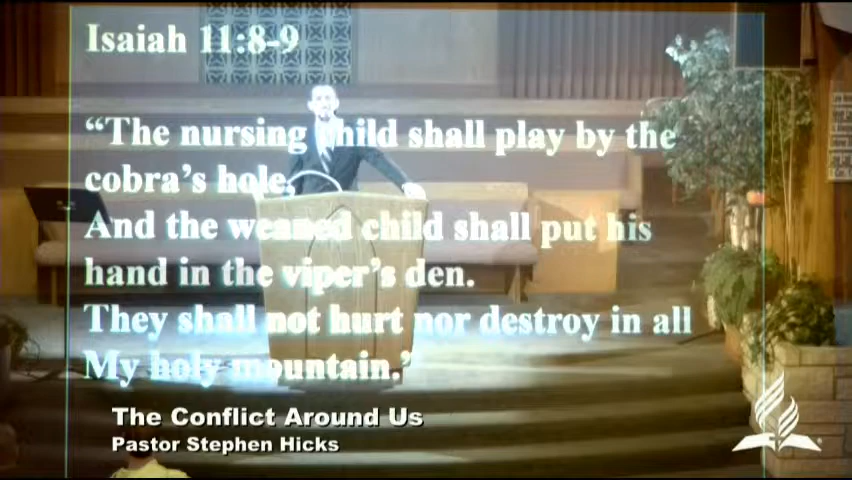 Isaiah 11:8-9
“The nursing child shall play by the
cobra’s hole,
And the weaned child shall put his
hand in the viper’s den.
They shall not hurt nor destroy in all
My holy mountain.”
The Conflict Around Us
Pastor Stephen Hicks